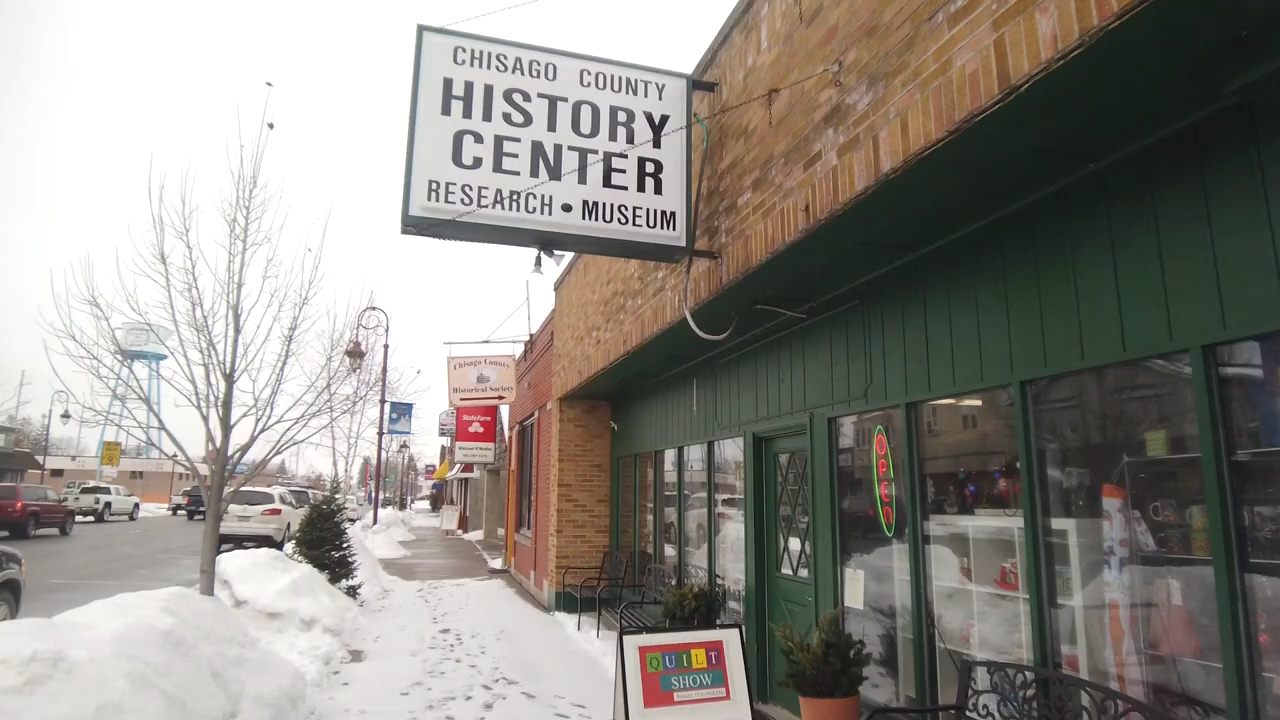 CHISAGO COUNTY
HISTORY
CENTER
RESEARCH • MUSEUM
Chisago County
Historical Society
State Farm
OPEN
QUILT
SHOW